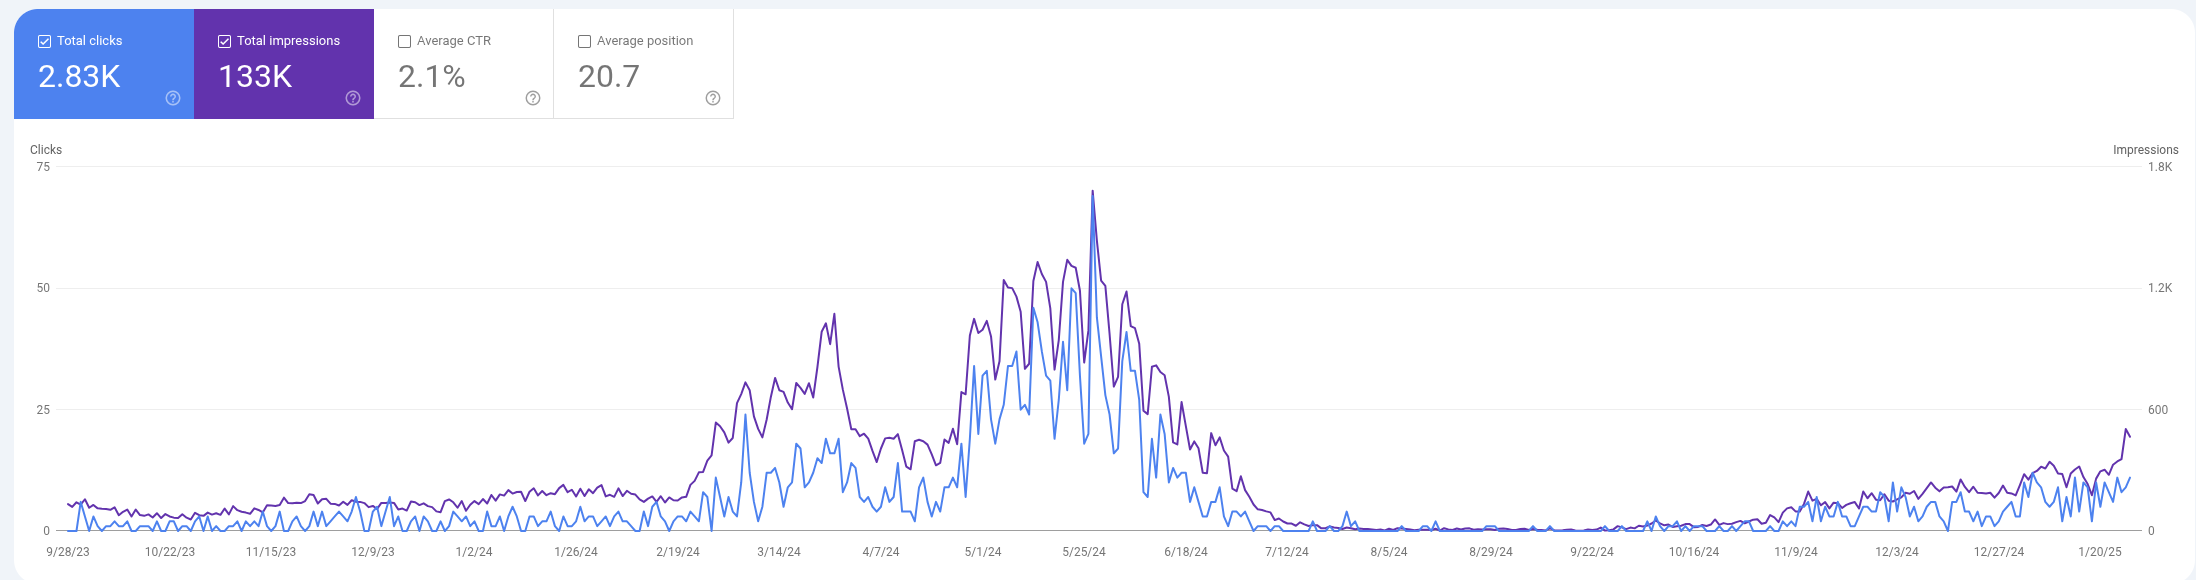 Total clicks
2.83K
Total impressions
133K
Average CTR
2.1%
Average position
20.7
Clicks
Impressions
75
1.8K
50
1.2K
25
600
0
0
9/28/23 10/22/23 11/15/23 12/9/23 1/2/24 1/26/24 2/19/24 3/14/24 4/7/24 5/1/24 5/25/24 6/18/24 7/12/24 8/5/24 8/29/24 9/22/24 10/16/24 11/9/24 12/3/24 12/27/24 1/20/25